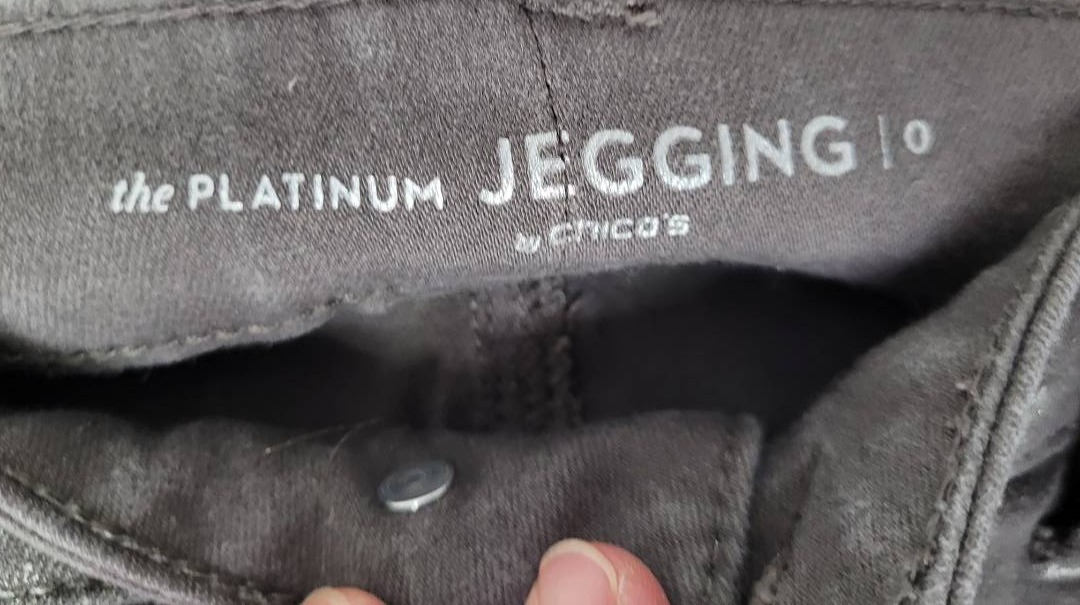 the PLATINUM JEGGING | 0
by chico's